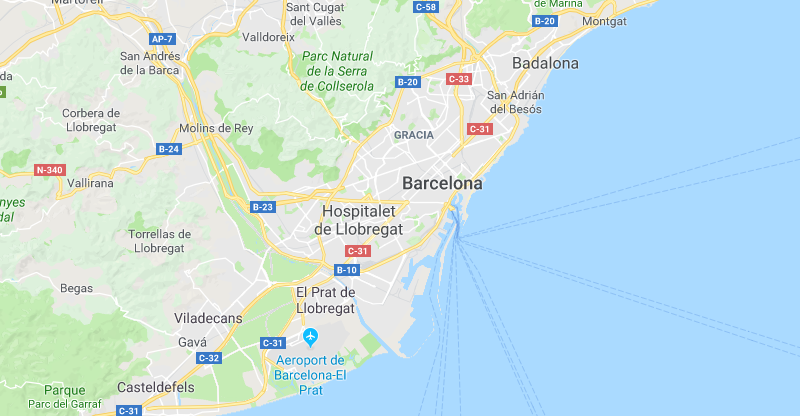 Martorell
Sant Cugat
del Vallès
C-58
de Marina
B-20
Montgat
AP-7
Valldoreix
San Andrés
de la Barca
Parc Natural
de la Serra
de Collserola
B-20
C-33
Badalona
San Adrián
del Besós
Corbera de
Llobregat
Molins de Rey
GRACIA
C-31
B-24
N-340
Vallirana
Barcelona
B-23
Hospitalet
de Llobregat
Torrellas de
Llobregat
C-31
B-10
Begas
El Prat de
Llobregat
Viladecans
Gavá
C-31
C-32
Aeroport de
Barcelona-El
Prat
Casteldefels
Parque
Parc del Garraf
C-31